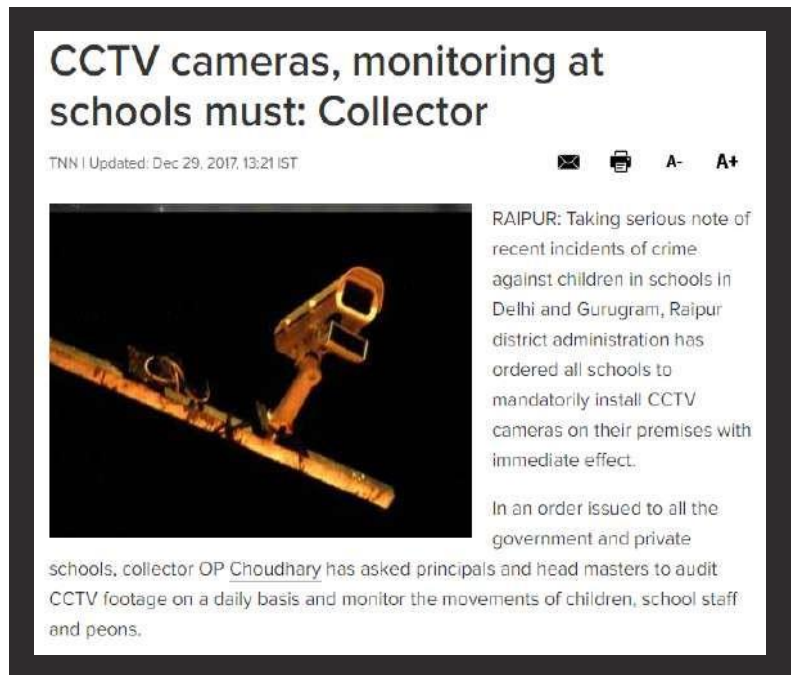 CCTV cameras, monitoring at
schools must: Collector
TNN | Updated: Dec 29, 2017, 13:21 IST
A- A+
RAIPUR: Taking serious note of
recent incidents of crime
against children in schools in
Delhi and Gurugram, Raipur
district administration has
ordered all schools to
mandatorily install CCTV
cameras on their premises with
immediate effect.
In an order issued to all the
government and private
schools, collector OP Choudhary has asked principals and head masters to audit
CCTV footage on a daily basis and monitor the movements of children, school staff
and peons.